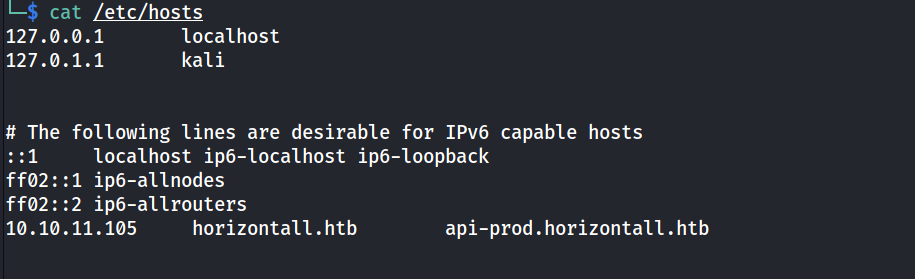 └─$ cat /etc/hosts
127.0.0.1 localhost
127.0.1.1 kali
# The following lines are desirable for IPv6 capable hosts
::1 localhost ip6-localhost ip6-loopback
ff02::1 ip6-allnodes
ff02::2 ip6-allrouters
10.10.11.105 horizontall.htb api-prod.horizontall.htb